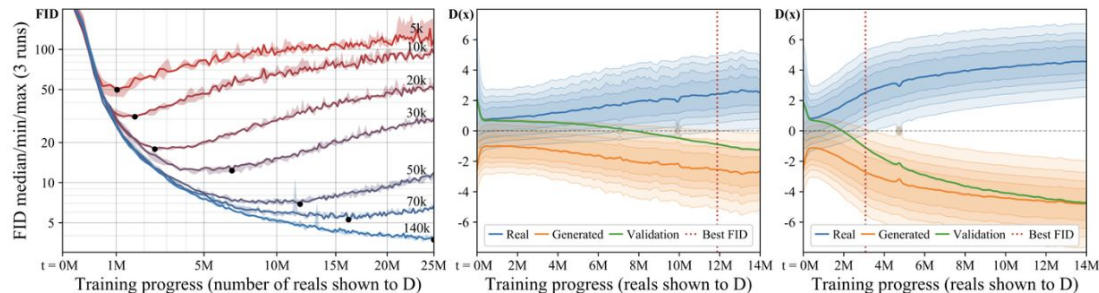 FID
FID median/min/max (3 runs)
100
50
20
10
5
5k
10k
20k
30k
50k
70k
140k
t = 0M 1M 5M 10M 15M 20M 25M
Training progress (number of reals shown to D)
D(x)
6
4
2
0
-2
-4
-6
Real Generated Validation Best FID
t = 0M 2M 4M 6M 8M 10M 12M 14M
Training progress (reals shown to D)
D(x)
6
4
2
0
-2
-4
-6
Real Generated Validation Best FID
t = 0M 2M 4M 6M 8M 10M 12M 14M
Training progress (reals shown to D)